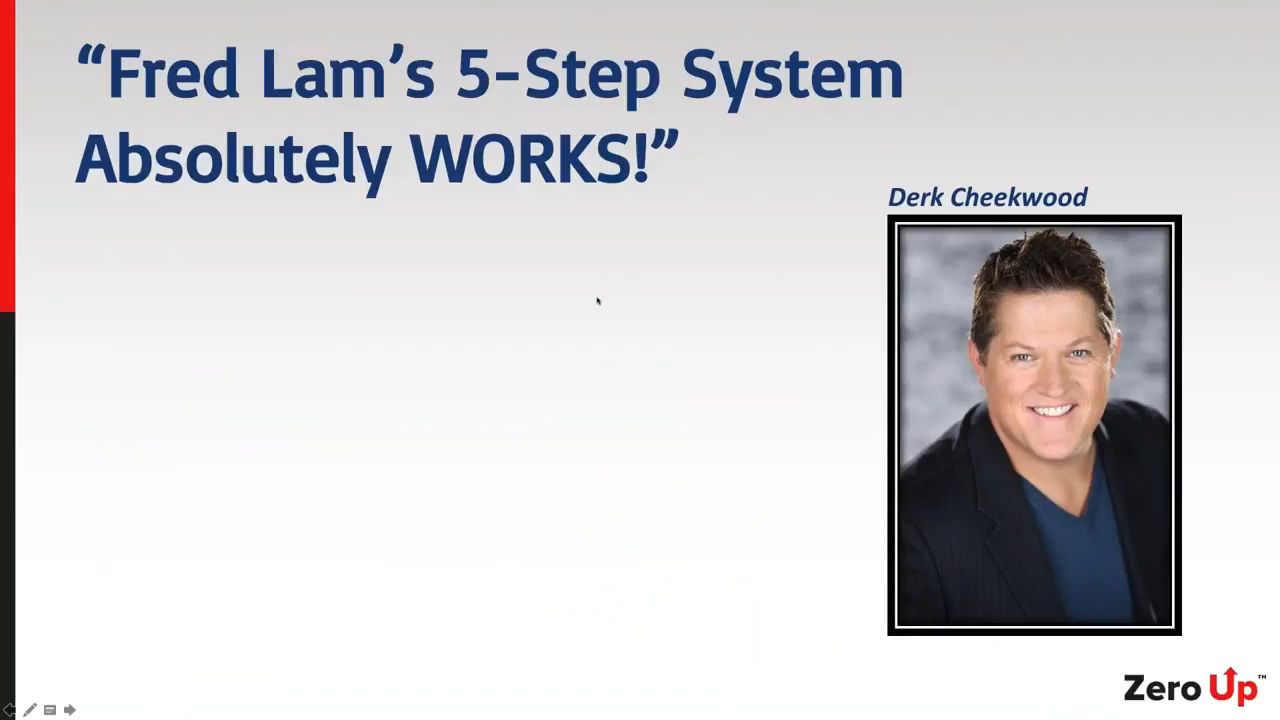 “Fred Lam’s 5-Step System
Absolutely WORKS!”
Derk Cheekwood
Zero Up™